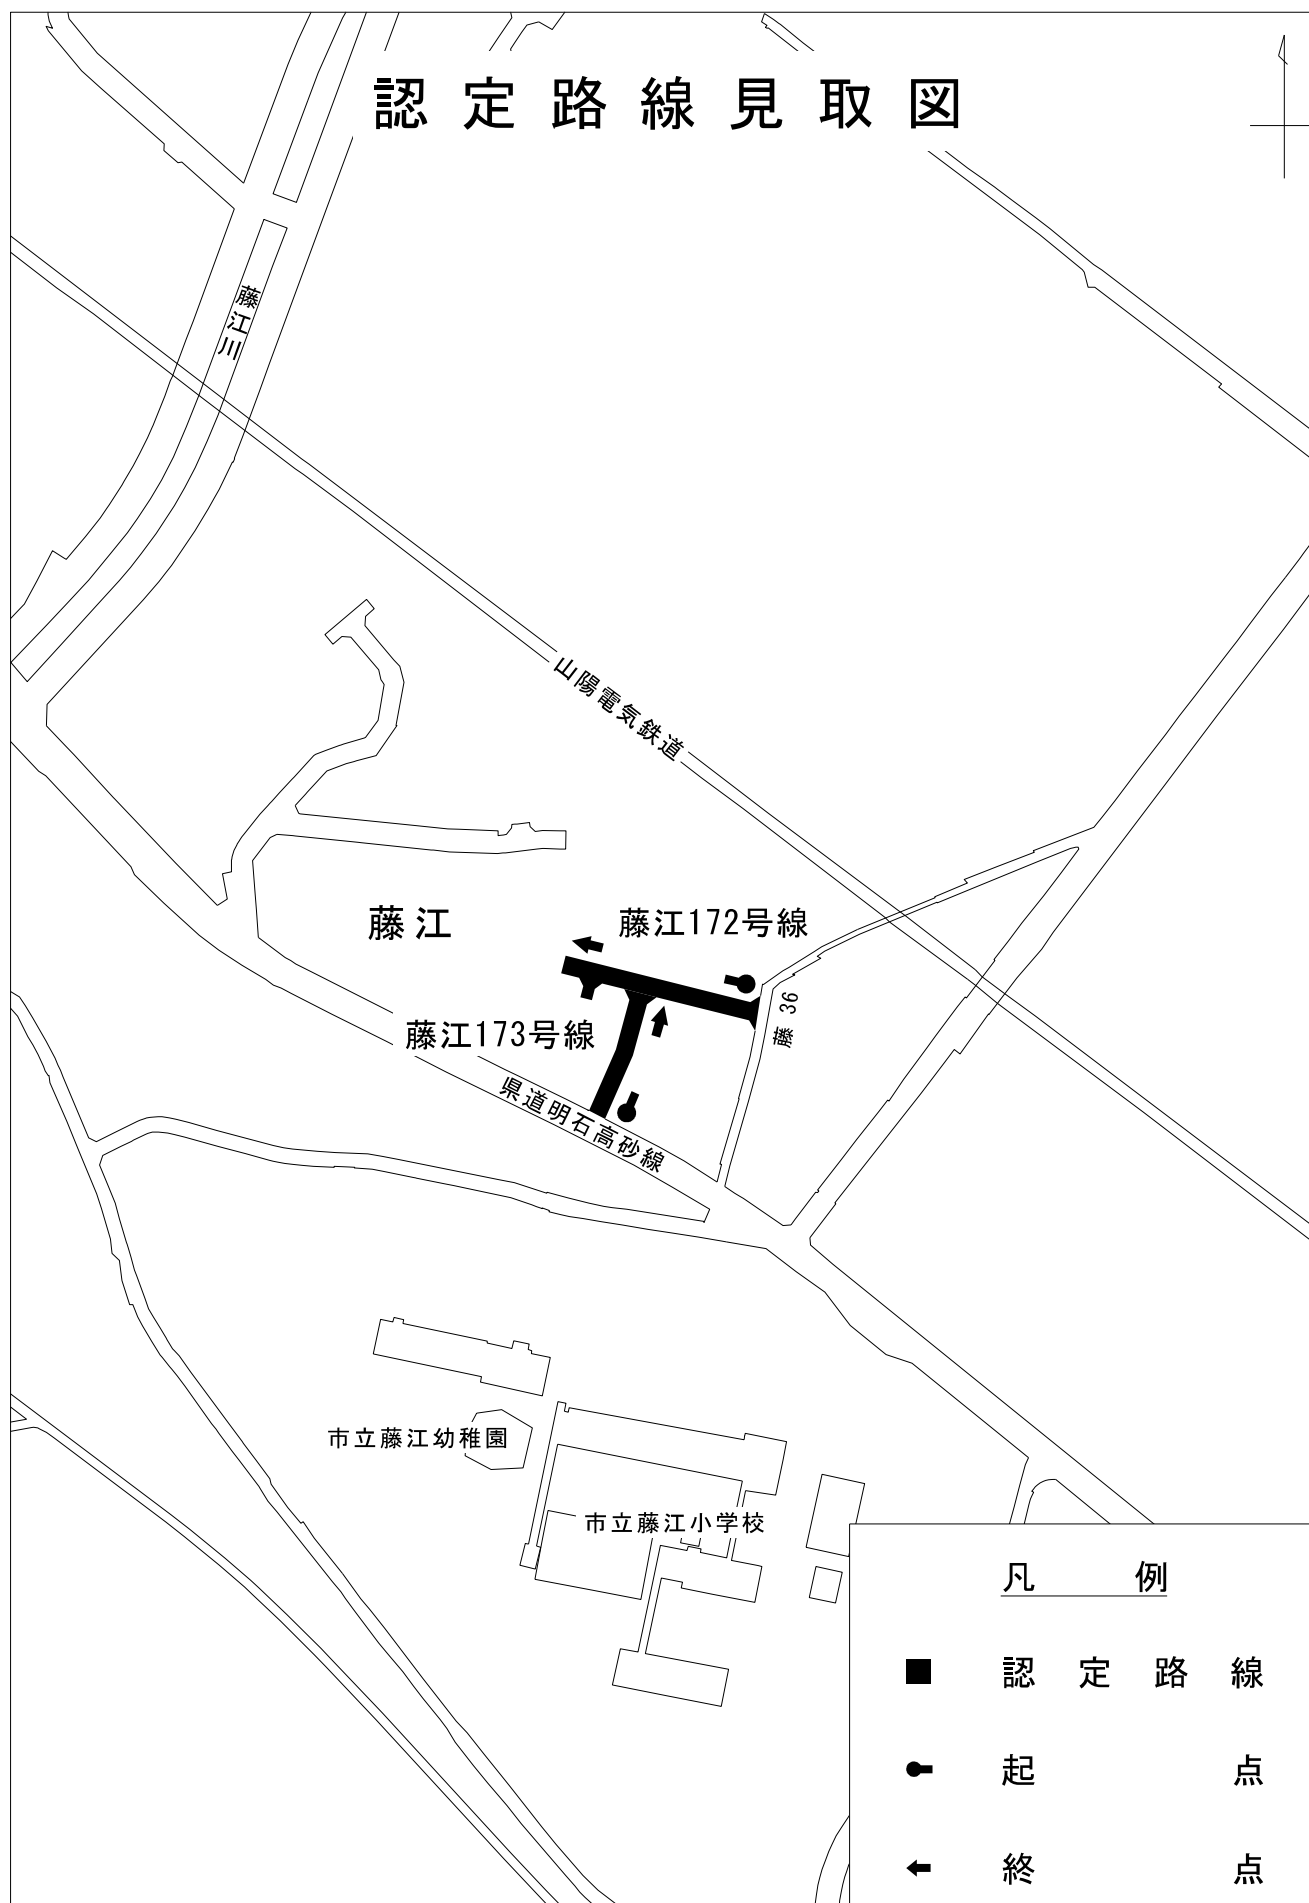 認定路線見取図
藤江川
山陽電気鉄道
藤江
藤江172号線
藤 36
藤江173号線
県道明石高砂線
市立藤江幼稚園
市立藤江小学校
凡例
認定路線
起点
終点